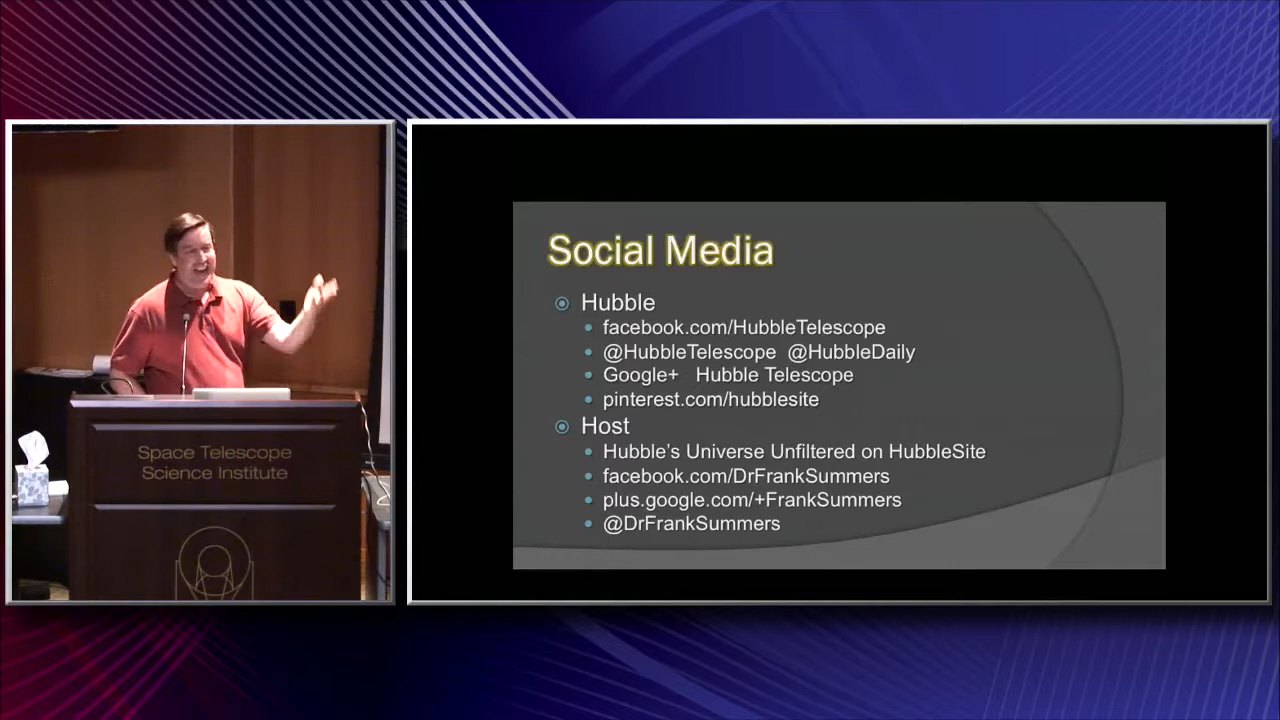 Space Telescope
Science Institute
Social Media
Hubble
facebook.com/HubbleTelescope
@HubbleTelescope @HubbleDaily
Google+ Hubble Telescope
pinterest.com/hubblesite
Host
Hubble's Universe Unfiltered on HubbleSite
facebook.com/DrFrankSummers
plus.google.com/+FrankSummers
@DrFrankSummers